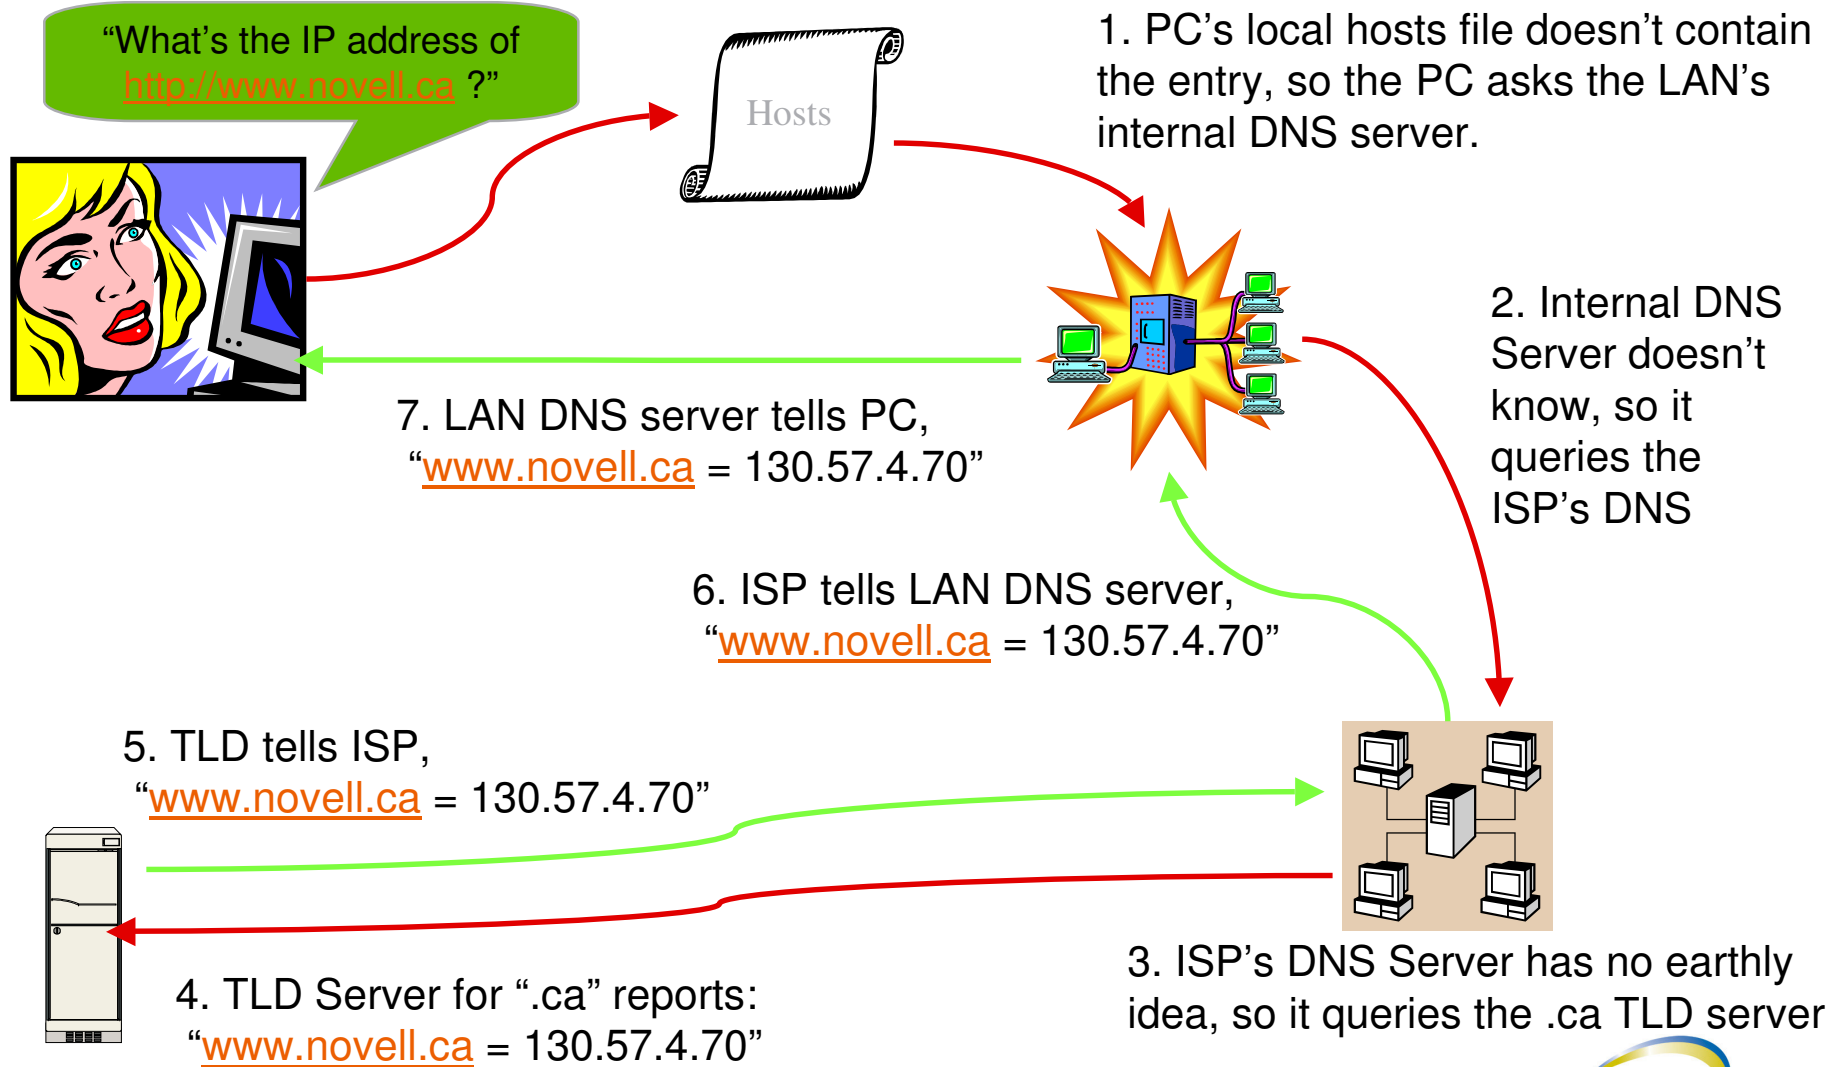 “What’s the IP address of
http://www.novell.ca ?”
Hosts
1. PC’s local hosts file doesn’t contain
the entry, so the PC asks the LAN’s
internal DNS server.
2. Internal DNS
Server doesn’t
know, so it
queries the
ISP’s DNS
7. LAN DNS server tells PC,
“www.novell.ca = 130.57.4.70”
6. ISP tells LAN DNS server,
“www.novell.ca = 130.57.4.70”
5. TLD tells ISP,
“www.novell.ca = 130.57.4.70”
3. ISP’s DNS Server has no earthly
idea, so it queries the .ca TLD server
4. TLD Server for “.ca” reports:
“www.novell.ca = 130.57.4.70”